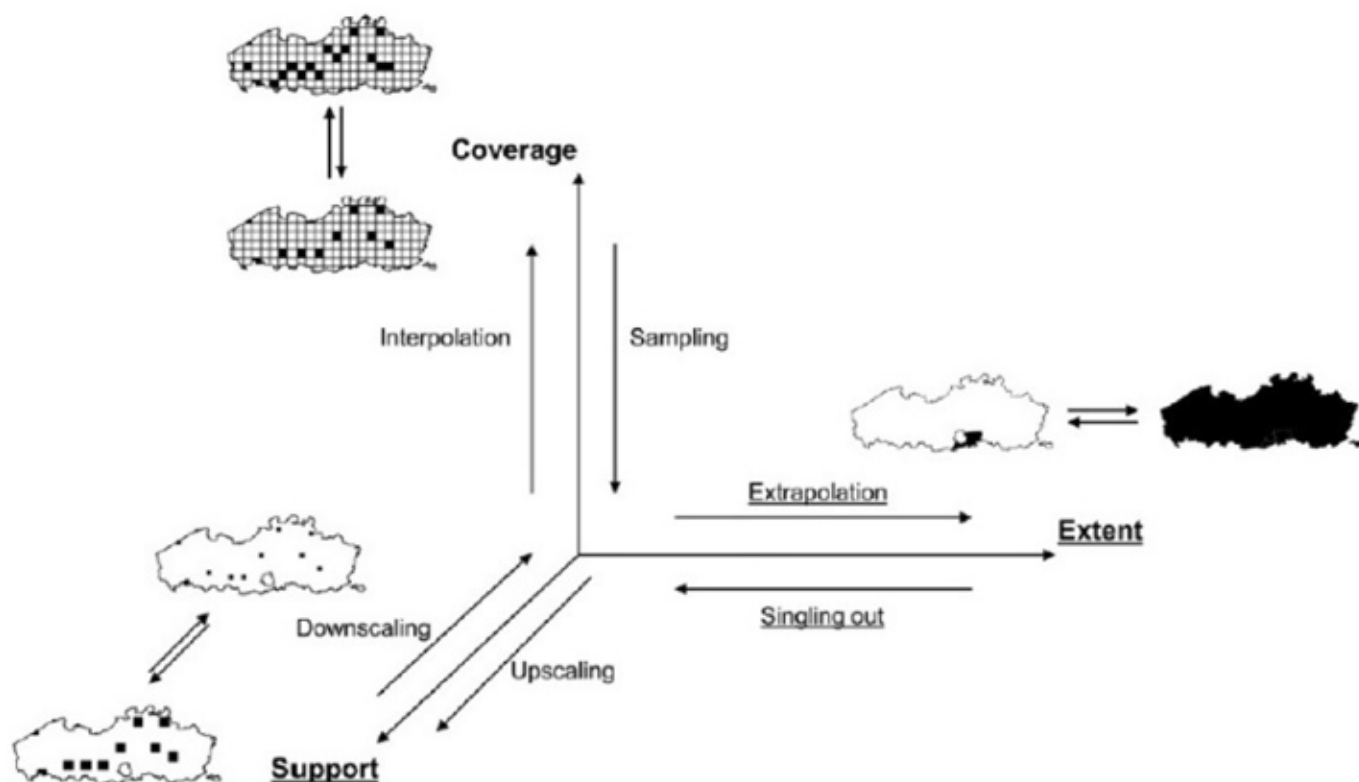 Coverage
Interpolation
Sampling
Extrapolation
Extent
Singling out
Downscaling
Upscaling
Support